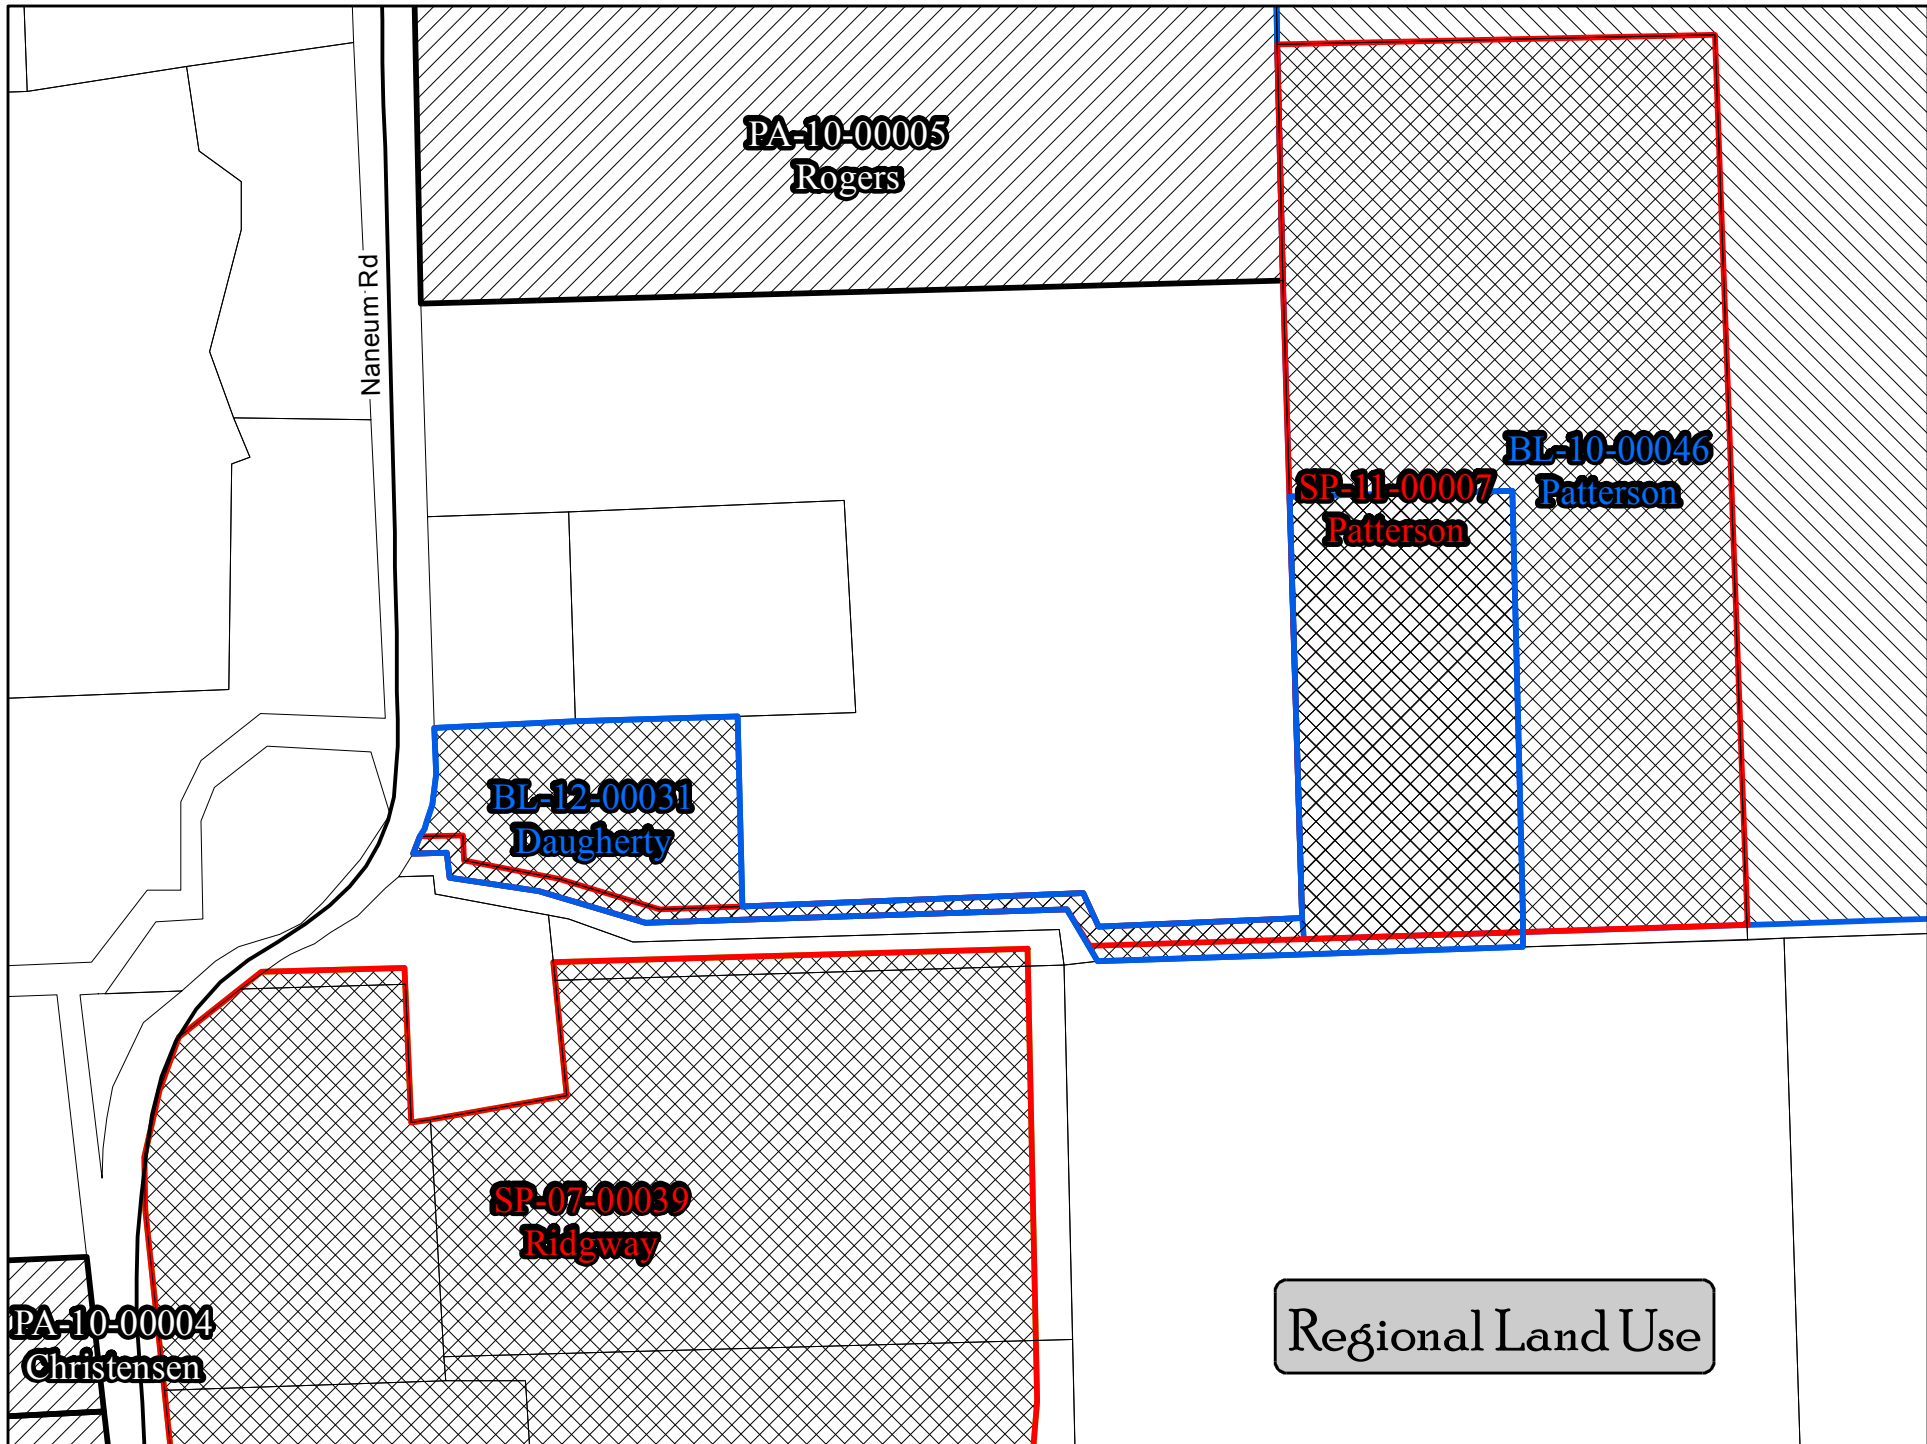 PA-10-00005
Rogers
Naneum Rd
BL-10-00046
Patterson
SP-11-00007
Patterson
BL-12-00031
Daugherty
SP-07-00039
Ridgway
PA-10-00004
Christensen
Regional Land Use